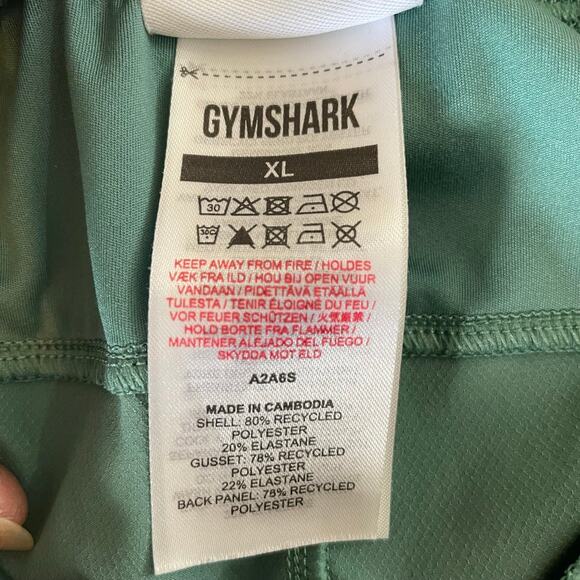 GYMSHARK
XL
30
30C
KEEP AWAY FROM FIRE / HOLDES
VÆK FRA ILD / HOU BIJ OPEN VUUR
VANDAAN / PIDETTÄVÄ ETÄÄLLÄ
TULESTA / TENIR ÉLOIGNÉ DU FEU /
VOR FEUER SCHÜTZEN / 火気厳禁 /
HOLD BORTE FRA FLAMMER /
MANTENER ALEJADO DEL FUEGO /
SKYDDA MOT ELD
A2A6S
MADE IN CAMBODIA
SHELL: 80% RECYCLED
POLYESTER
20% ELASTANE
GUSSET: 78% RECYCLED
POLYESTER
22% ELASTANE
BACK PANEL: 78% RECYCLED
POLYESTER